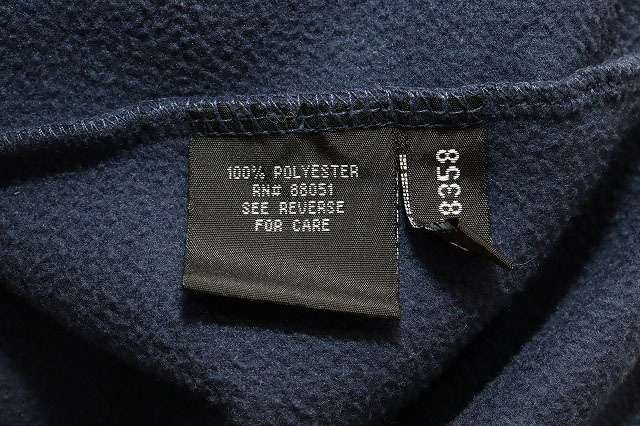 100% POLYESTER
RN# 88051
SEE REVERSE
FOR CARE
8358